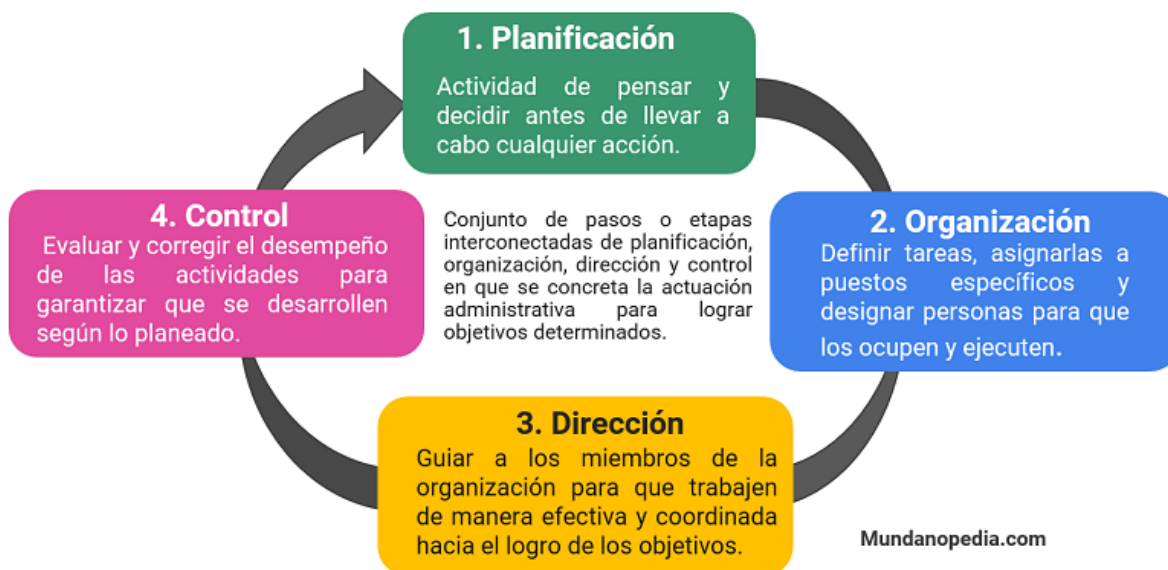 1. Planificación
Actividad de pensar y
decidir antes de llevar a
cabo cualquier acción.
4. Control
Evaluar y corregir el desempeño
de las actividades para
garantizar que se desarrollen
según lo planeado.
Conjunto de pasos o etapas
interconectadas de planificación,
organización, dirección y control
en que se concreta la actuación
administrativa para lograr
objetivos determinados.
2. Organización
Definir tareas, asignarlas a
puestos específicos y
designar personas para que
los ocupen y ejecuten.
3. Dirección
Guiar a los miembros de la
organización para que trabajen
de manera efectiva y coordinada
hacia el logro de los objetivos.
Mundanopedia.com